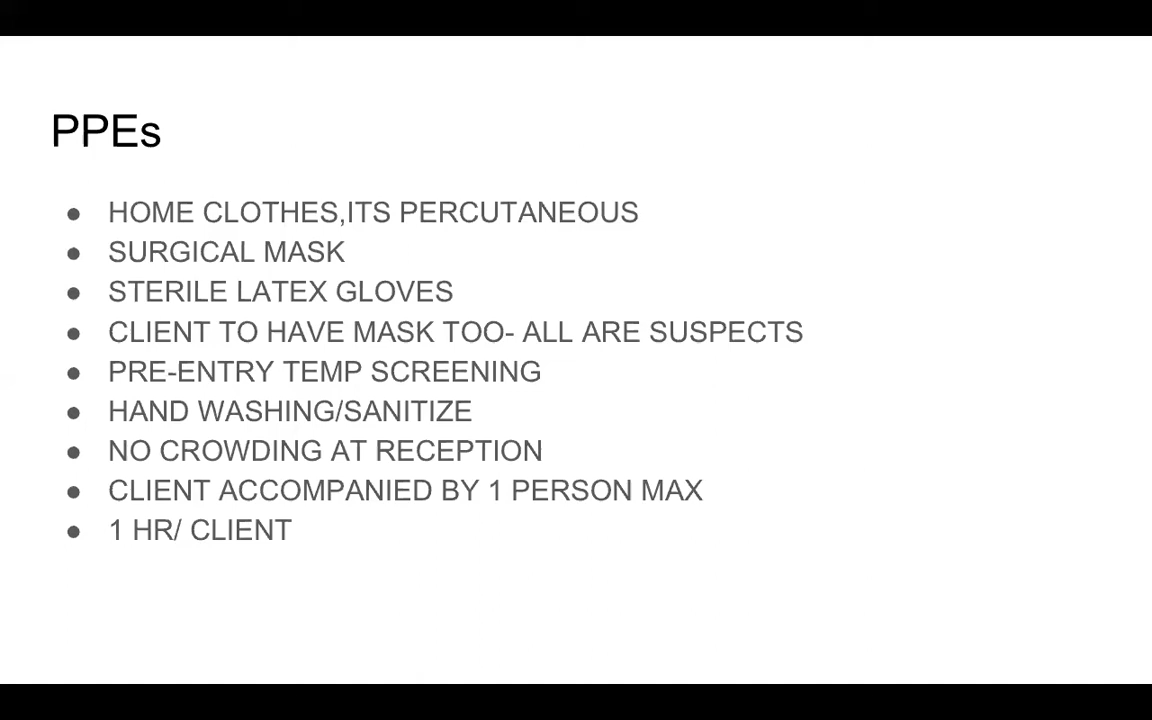 PPEs
● HOME CLOTHES,ITS PERCUTANEOUS
● SURGICAL MASK
● STERILE LATEX GLOVES
● CLIENT TO HAVE MASK TOO- ALL ARE SUSPECTS
● PRE-ENTRY TEMP SCREENING
● HAND WASHING/SANITIZE
● NO CROWDING AT RECEPTION
● CLIENT ACCOMPANIED BY 1 PERSON MAX
● 1 HR/ CLIENT